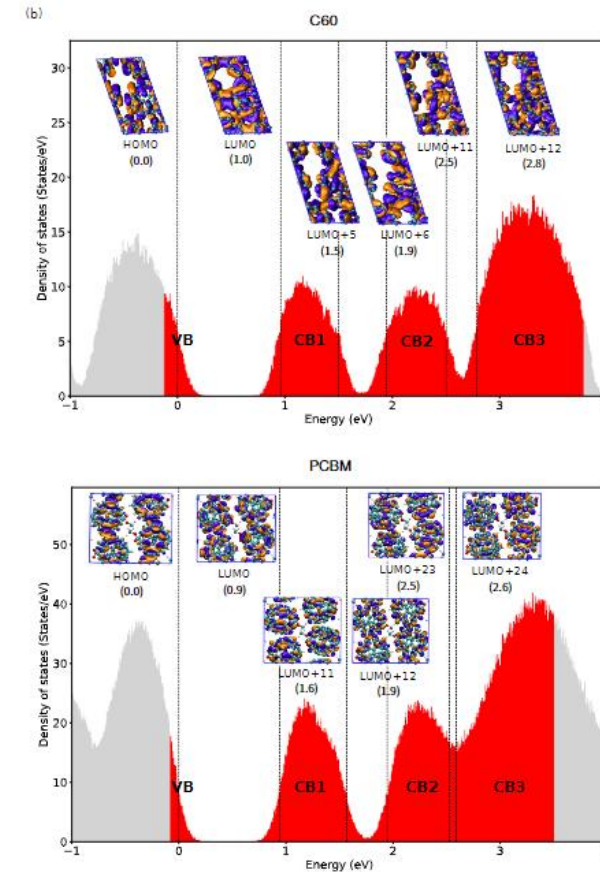 (b)
C60
HOMO
(0.0)
LUMO
(1.0)
LUMO+5
(1.5)
LUMO+6
(1.9)
LUMO+11
(2.5)
LUMO+12
(2.8)
Density of states (States/eV)
30
25
20
15
10
5
0
VB
CB1
CB2
CB3
-1
0
1
2
3
Energy (eV)
PCBM
HOMO
(0.0)
LUMO
(0.9)
LUMO+11
(1.6)
LUMO+12
(1.9)
LUMO+23
(2.5)
LUMO+24
(2.6)
Density of states (States/eV)
50
40
30
20
10
0
VB
CB1
CB2
CB3
-1
0
1
2
3
Energy (eV)